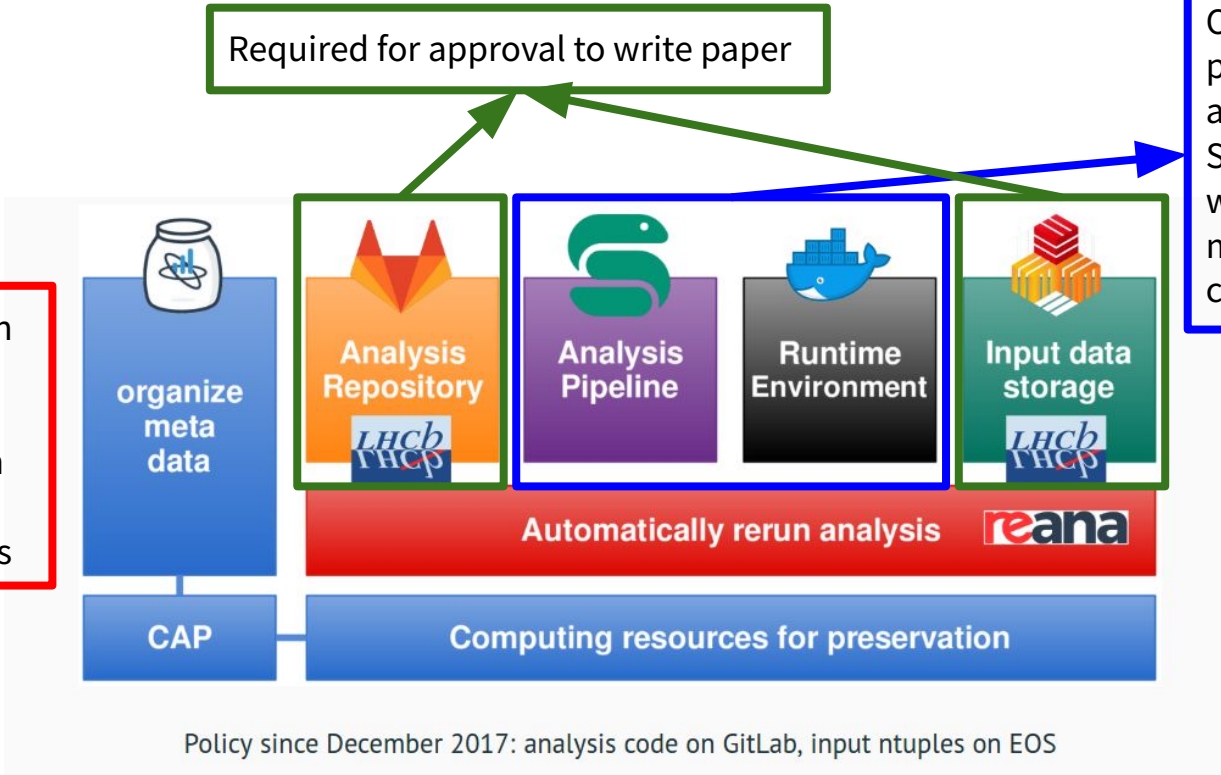 Required for approval to write paper
organize
meta
data
Analysis
Repository
LHCb
LHCb
Analysis
Pipeline
Runtime
Environment
Input data
storage
LHCb
LHCb
Automatically rerun analysis
reana
CAP
Computing resources for preservation
Policy since December 2017: analysis code on GitLab, input ntuples on EOS